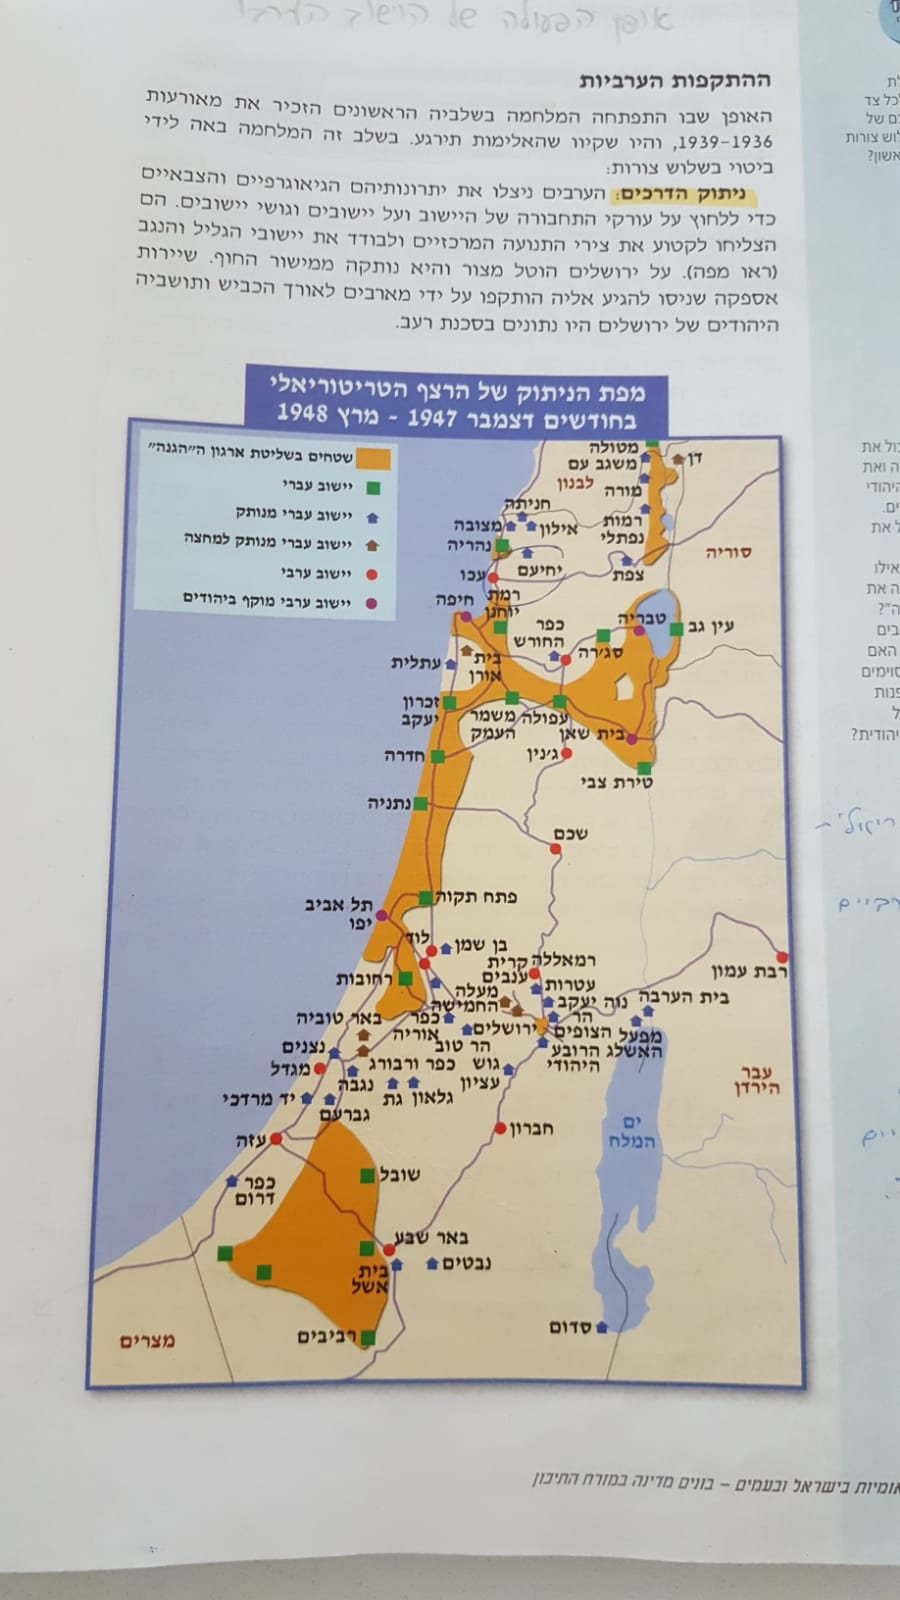 אופן הפעולה של הישוב הערבי
ההתקפות הערביות
האופן שבו התפתחה המלחמה בשלביה הראשונים הזכיר את מאורעות
1936–1939, והיו שקיוו שהאלימות תירגע. בשלב זה המלחמה באה לידי
ביטוי בשלוש צורות:
ניתוק הדרכים: הערבים ניצלו את יתרונותיהם הגיאוגרפיים והצבאיים
כדי ללחוץ על עורקי התחבורה של היישוב ועל יישובים וגושי יישובים. הם
הצליחו לקטוע את צירי התנועה המרכזיים ולבודד את יישובי הגליל והנגב
(ראו מפה). על ירושלים הוטל מצור והיא נותקה ממישור החוף. שיירות
אספקה שניסו להגיע אליה הותקפו על ידי מארבים לאורך הכביש ותושביה
היהודים של ירושלים היו נתונים בסכנת רעב.
מפת הניתוק של הרצף הטריטוריאלי
בחודשים דצמבר 1947 - מרץ 1948
שטחים בשליטת ארגון ה"הגנה"
יישוב עברי
יישוב עברי מנותק
יישוב עברי מנותק למחצה
יישוב ערבי
יישוב ערבי מוקף ביהודים
מטולה
דן
משגב עם
לבנון
מורה
חניתה
רמות
נפתלי
מצובה
אילון
נהריה
סוריה
יחיעם
צפת
עכו
רמת
יוחנן
חיפה
כפר
החורש
טבריה
עין גב
סג'רה
בית
אורן
עתלית
זכרון
יעקב
משמר
העמק
עפולה
בית שאן
ג'נין
חדרה
טירת צבי
נתניה
שכם
פתח תקוה
תל אביב
יפו
לוד
בן שמן
רמאללה
קרית
ענבים
רבת עמון
רחובות
עטרות
מעלה
החמישה
נוה יעקב
בית הערבה
הר
הצופים
באר טוביה
כפר
אוריה
ירושלים
מפעל
האשלג
הר טוב
הרובע
היהודי
נצנים
מגדל
כפר ורבורג
גוש
עציון
נגבה
גלאון
גת
עבר
הירדן
יד מרדכי
גברעם
חברון
ים
המלח
עזה
שובל
כפר
דרום
באר שבע
בית
אשל
נבטים
רביבים
סדום
מצרים
אומיות בישראל ובעמים – בונים מדינה במזרח התיכון
לת
לכל צד
ום של
לוש צורות
אשון?